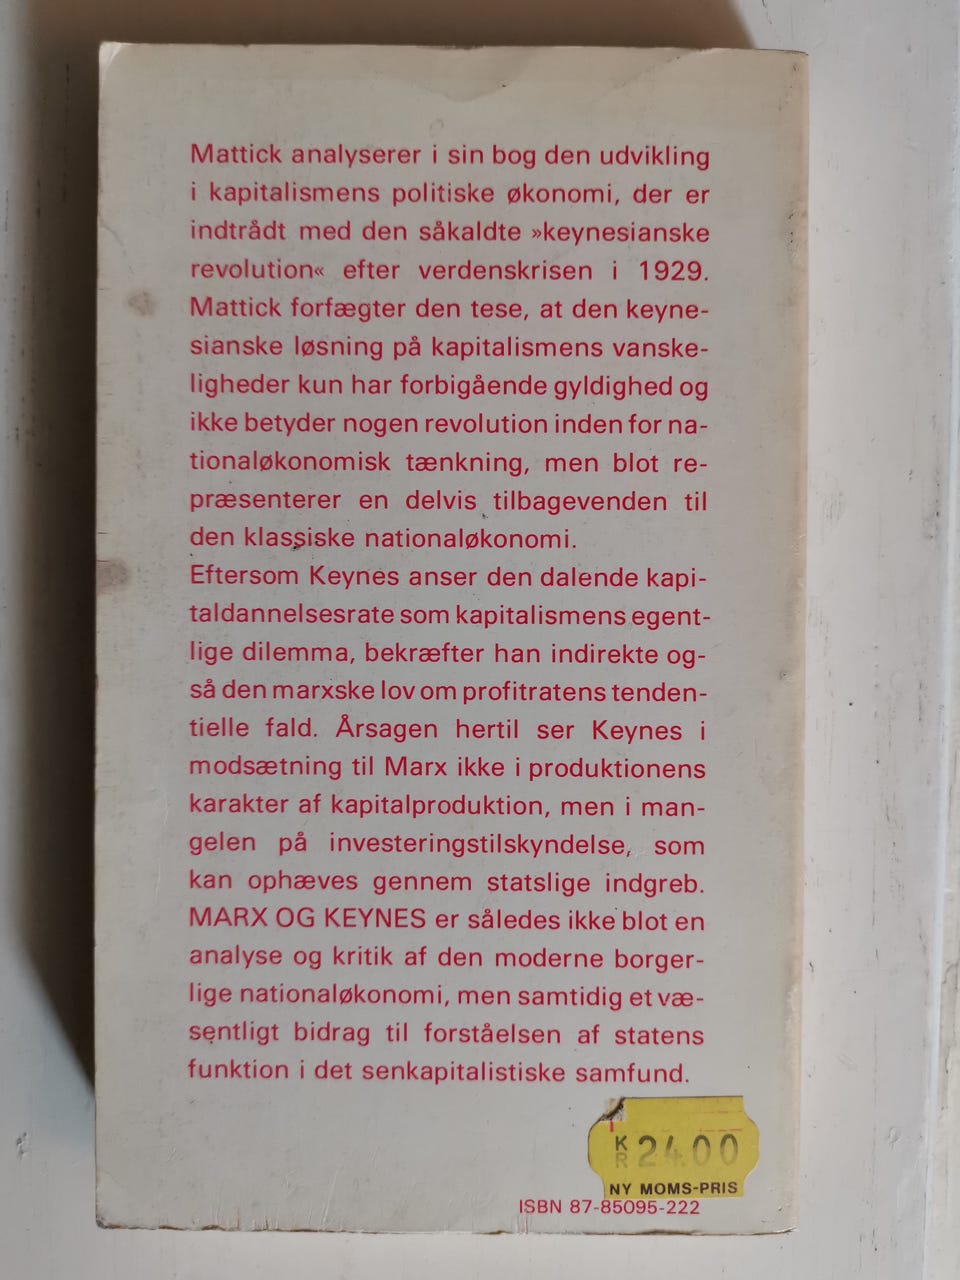 Mattick analyserer i sin bog den udvikling
i kapitalismens politiske økonomi, der er
indtrådt med den såkaldte »keynesianske
revolution« efter verdenskrisen i 1929.
Mattick forfægter den tese, at den keyne-
sianske løsning på kapitalismens vanske-
ligheder kun har forbigående gyldighed og
ikke betyder nogen revolution inden for na-
tionaløkonomisk tænkning, men blot re-
præsenterer en delvis tilbagevenden til
den klassiske nationaløkonomi.
Eftersom Keynes anser den dalende kapi-
taldannelsesrate som kapitalismens egent-
lige dilemma, bekræfter han indirekte og-
så den marxske lov om profitratens tenden-
tielle fald. Årsagen hertil ser Keynes i
modsætning til Marx ikke i produktionens
karakter af kapitalproduktion, men i man-
gelen på investeringstilskyndelse, som
kan ophæves gennem statslige indgreb.
MARX OG KEYNES er således ikke blot en
analyse og kritik af den moderne borger-
lige nationaløkonomi, men samtidig et væ-
sentligt bidrag til forståelsen af statens
funktion i det senkapitalistiske samfund.
KR 24.00
NY MOMS-PRIS
ISBN 87-85095-222